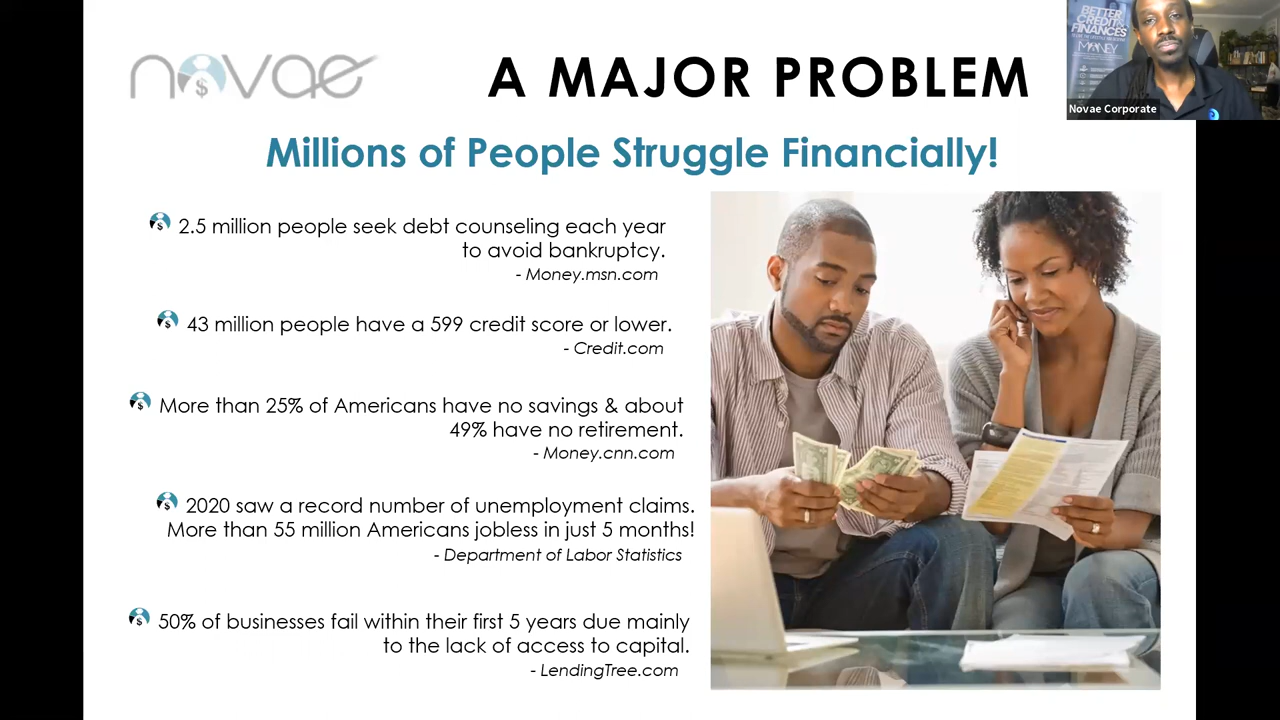 novae
A MAJOR PROBLEM
BETTER
CREDIT &
FINANCES
MONEY
Novae Corporate
Millions of People Struggle Financially!
$ 2.5 million people seek debt counseling each year
to avoid bankruptcy.
- Money.msn.com
$ 43 million people have a 599 credit score or lower.
- Credit.com
$ More than 25% of Americans have no savings & about
49% have no retirement.
- Money.cnn.com
$ 2020 saw a record number of unemployment claims.
More than 55 million Americans jobless in just 5 months!
- Department of Labor Statistics
$ 50% of businesses fail within their first 5 years due mainly
to the lack of access to capital.
- LendingTree.com